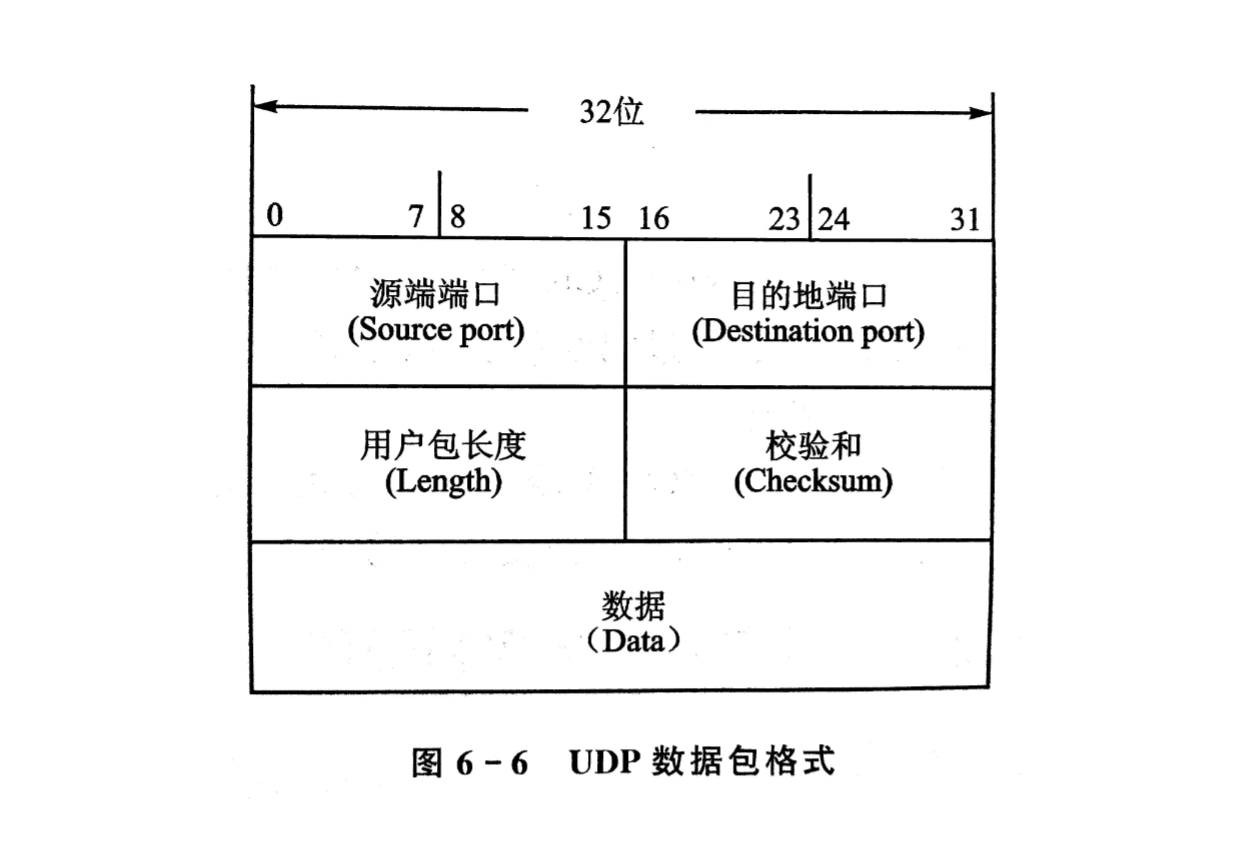 32位
0 7 8 15 16 23 24 31
源端端口
(Source port)
目的地端口
(Destination port)
用户包长度
(Length)
校验和
(Checksum)
数据
（Data）
图 6－6 UDP 数据包格式